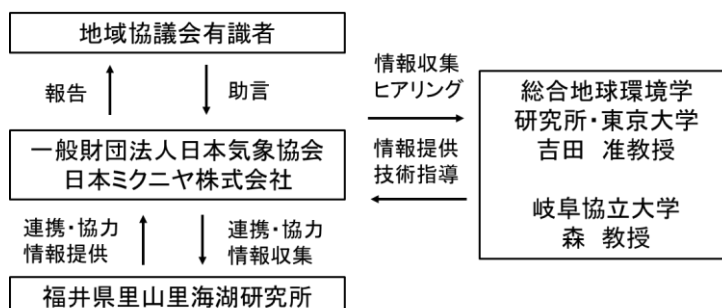 地域協議会有識者
報告
助言
情報収集
ヒアリング
一般財団法人日本気象協会
日本ミクニヤ株式会社
情報提供
技術指導
総合地球環境学
研究所・東京大学
吉田　准教授
岐阜協立大学
森　教授
連携・協力
情報提供
連携・協力
情報収集
福井県里山里海湖研究所